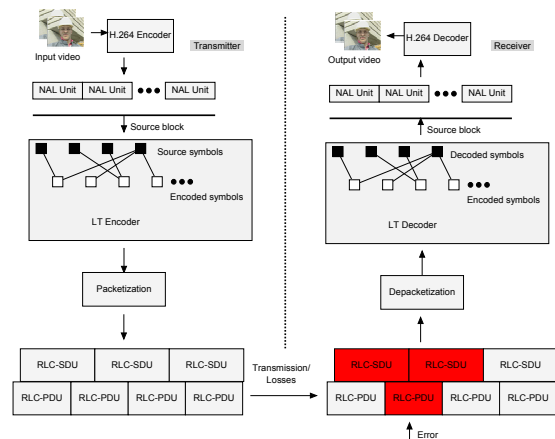 H.264 Encoder
Transmitter
Input video
NAL Unit NAL Unit NAL Unit
Source block
Source symbols
Encoded symbols
LT Encoder
Packetization
RLC-SDU RLC-SDU RLC-SDU
RLC-PDU RLC-PDU RLC-PDU RLC-PDU
Transmission/
Losses
H.264 Decoder
Receiver
Output video
NAL Unit NAL Unit NAL Unit
Source block
Decoded symbols
Encoded symbols
LT Decoder
Depacketization
RLC-SDU RLC-SDU RLC-SDU
RLC-PDU RLC-PDU RLC-PDU RLC-PDU
Error